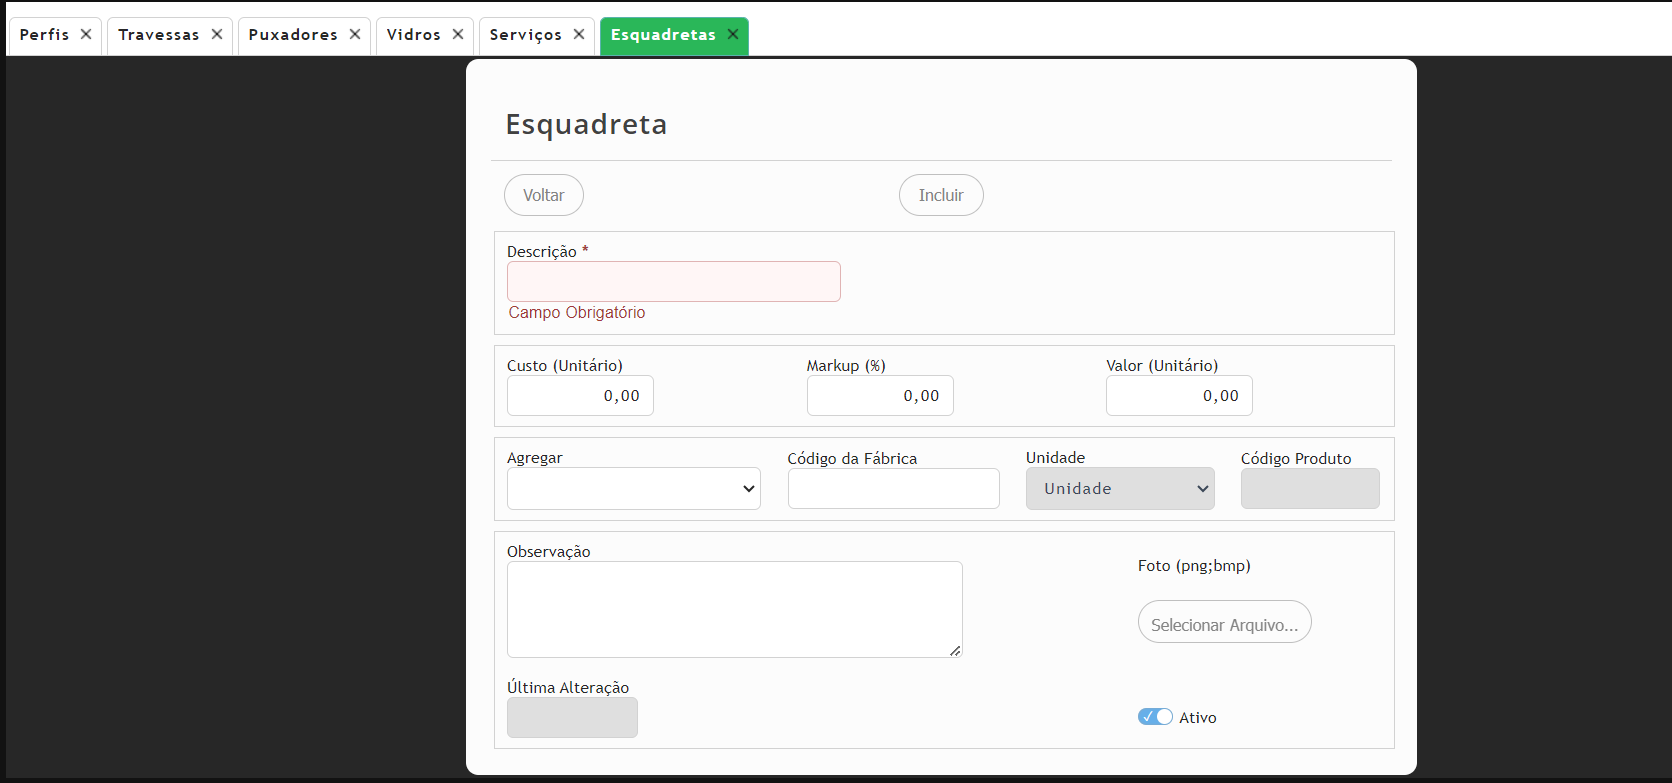 Perfis × Travessas × Puxadores × Vidros × Serviços × Esquadretas ×
Esquadreta
Voltar Incluir
Descrição *
Campo Obrigatório
Custo (Unitário) Markup (%) Valor (Unitário)
0,00 0,00 0,00
Agregar Código da Fábrica Unidade Código Produto
Unidade
Observação
Foto (png;bmp)
Selecionar Arquivo...
Última Alteração
Ativo